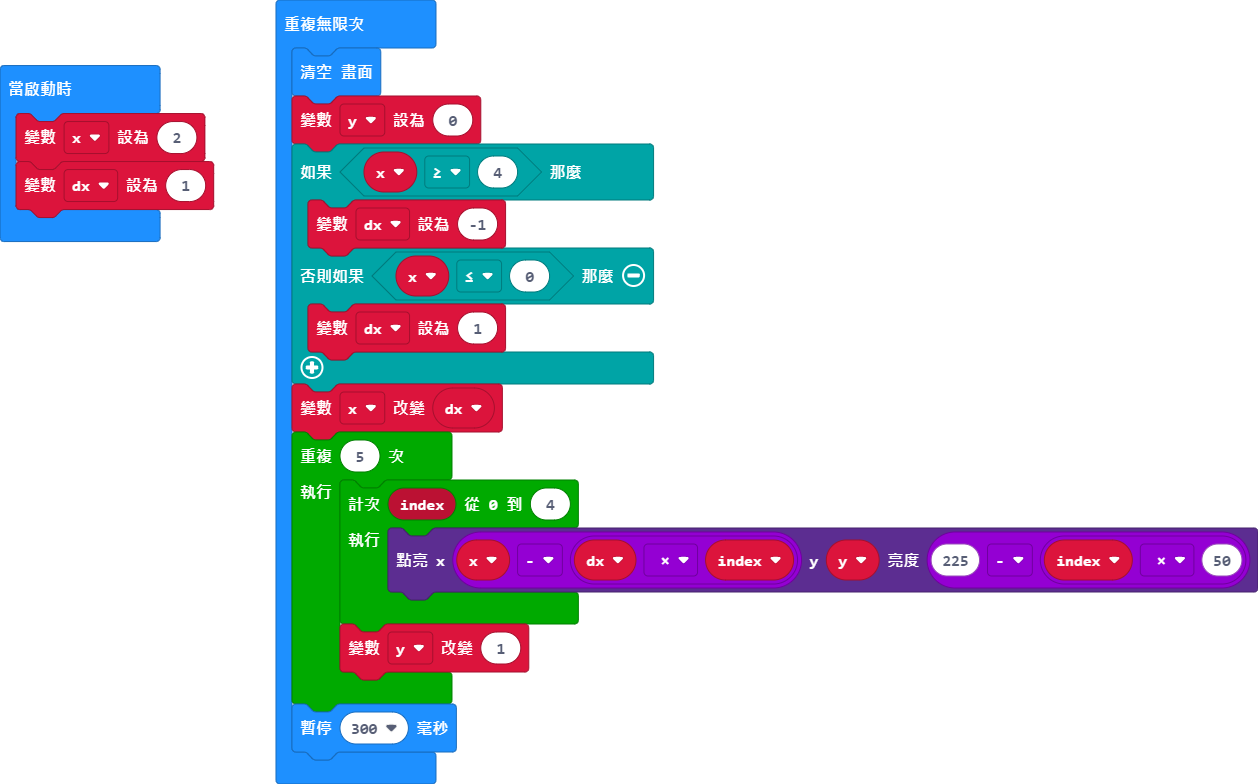 當啟動時
變數 x 設為 2
變數 dx 設為 1
重複無限次
清空 畫面
變數 y 設為 0
如果 x ≥ 4 那麼
變數 dx 設為 -1
否則如果 x ≤ 0 那麼
變數 dx 設為 1
變數 x 改變 dx
重複 5 次
執行
計次 index 從 0 到 4
執行
點亮 x x - dx × index y y 亮度 225 - index × 50
變數 y 改變 1
暫停 300 毫秒